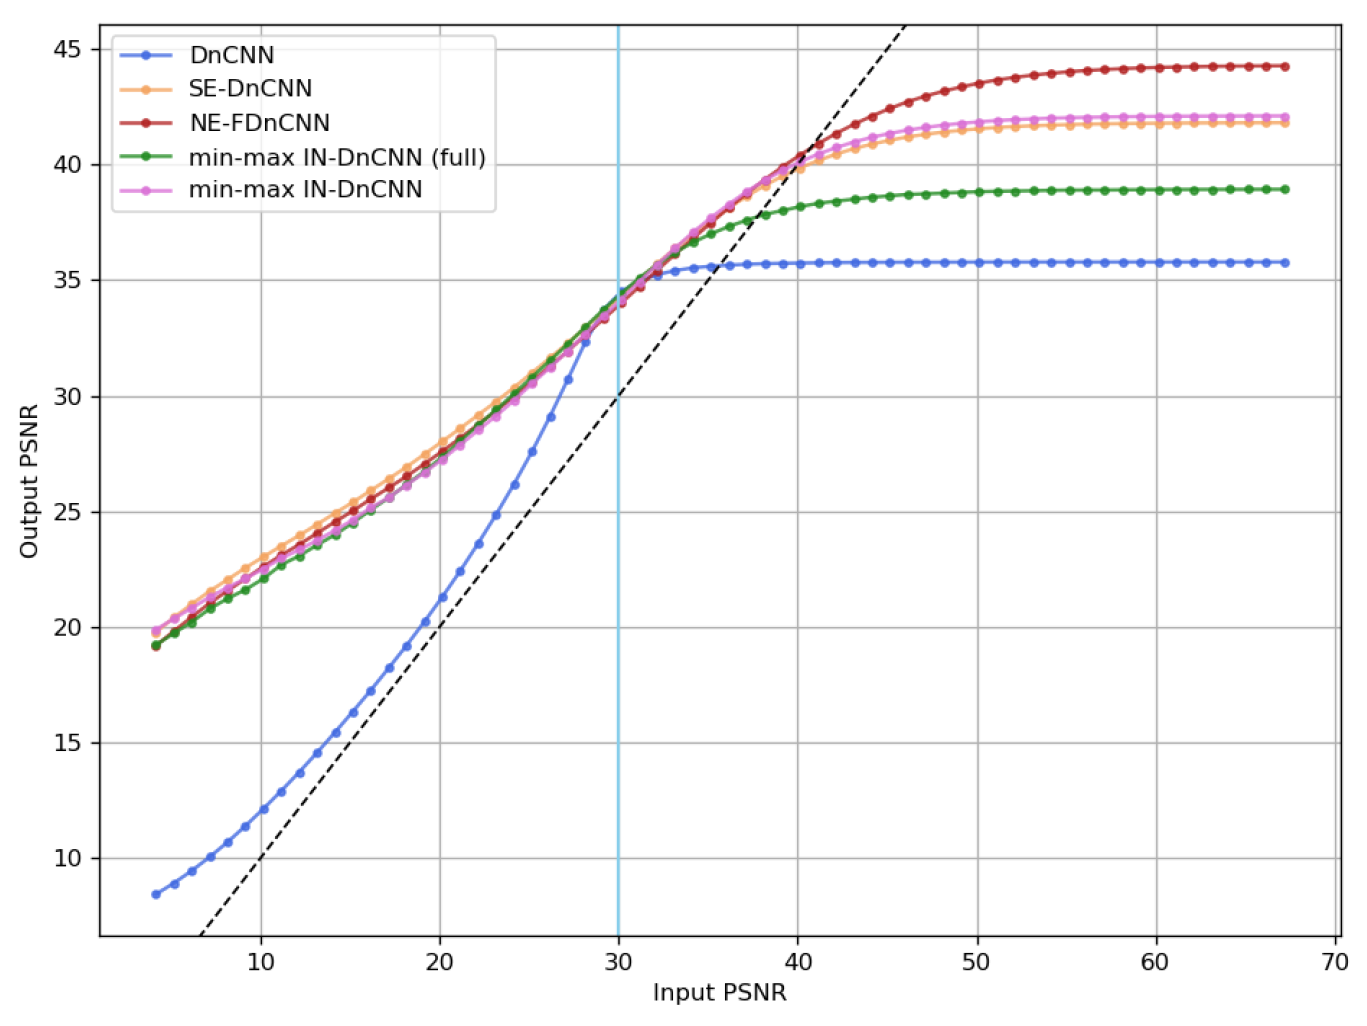 45
40
35
30
25
20
15
10
Output PSNR
DnCNN
SE-DnCNN
NE-FDnCNN
min-max IN-DnCNN (full)
min-max IN-DnCNN
10 20 30 40 50 60 70
Input PSNR